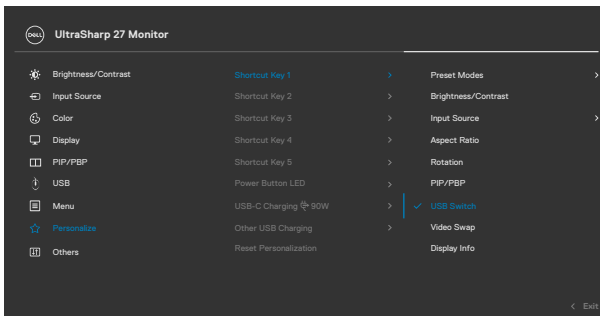 DELL UltraSharp 27 Monitor
Brightness/Contrast
Input Source
Color
Display
PIP/PBP
USB
Menu
Personalize
Others
Shortcut Key 1
Shortcut Key 2
Shortcut Key 3
Shortcut Key 4
Shortcut Key 5
Power Button LED
USB-C Charging 90W
Other USB Charging
Reset Personalization
Preset Modes
Brightness/Contrast
Input Source
Aspect Ratio
Rotation
PIP/PBP
USB Switch
Video Swap
Display Info
Exit